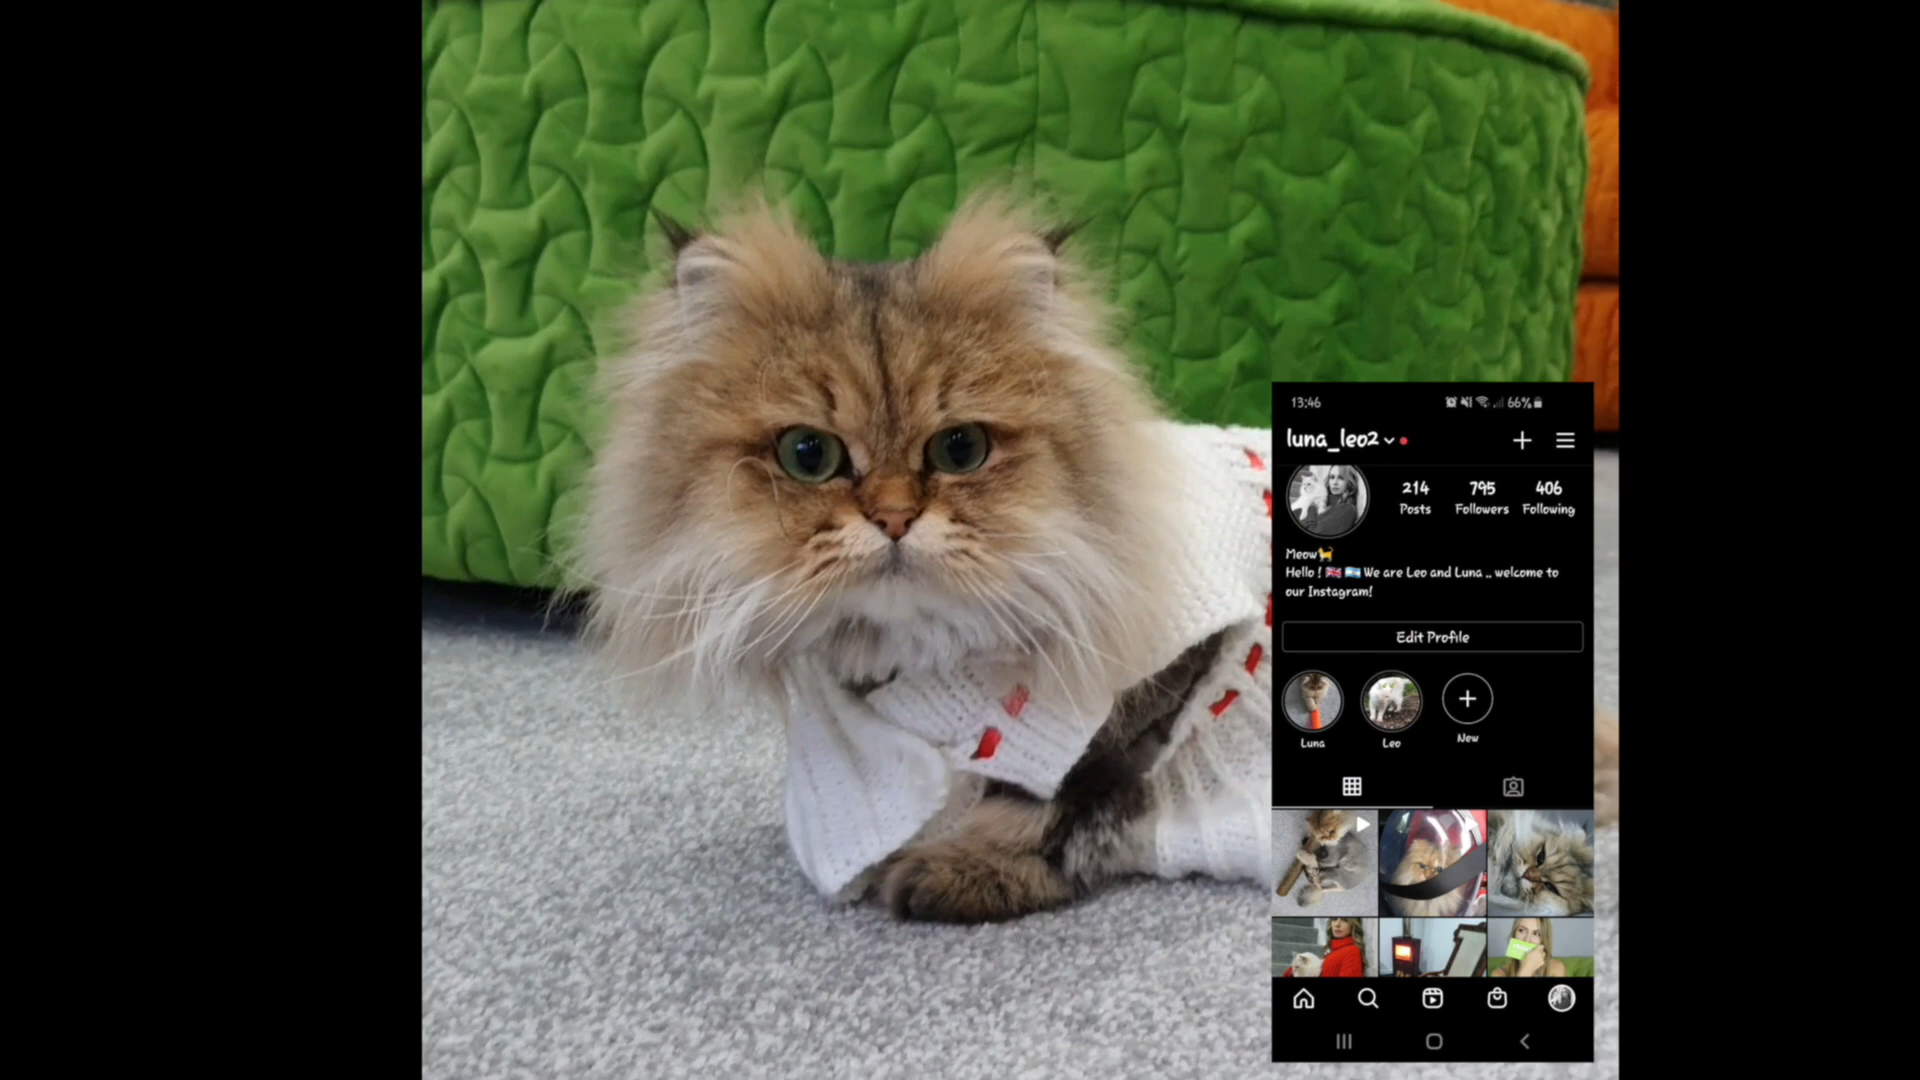 13:46 66%
luna_leo2
214 795 406
Posts Followers Following
Meow🐈
Hello ! 🇬🇧 🇦🇷 We are Leo and Luna .. welcome to
our Instagram!
Edit Profile
Luna Leo New